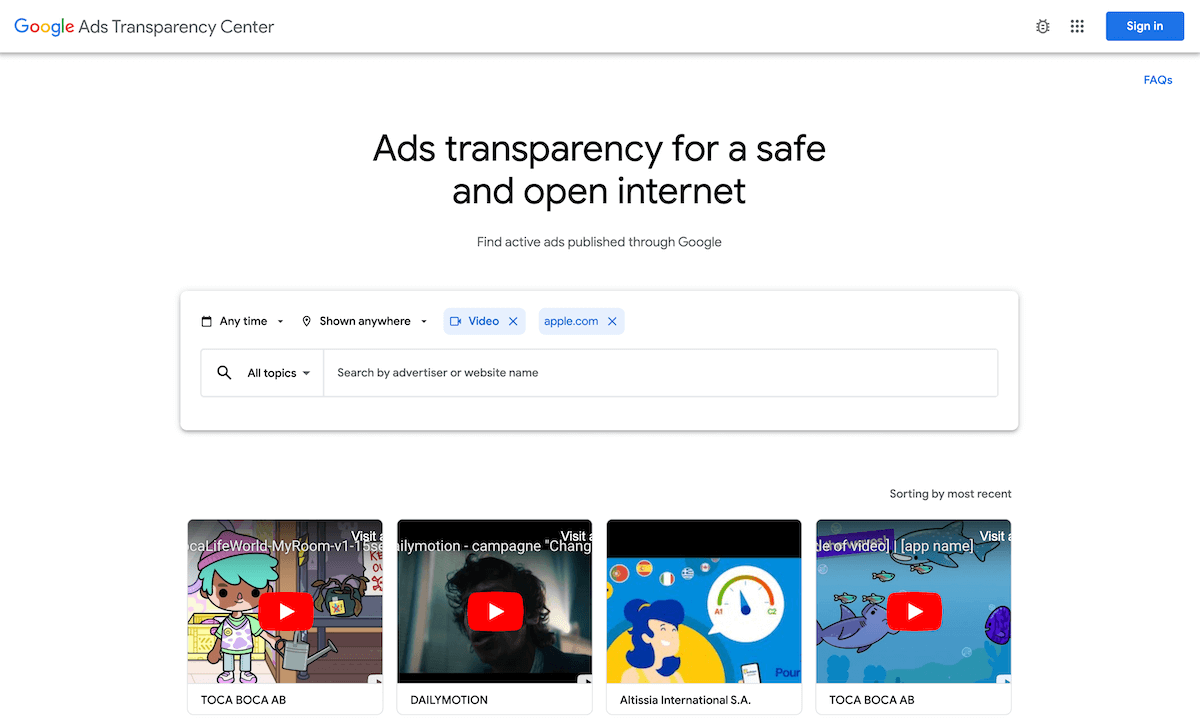 Google Ads Transparency Center
Sign in
FAQs
Ads transparency for a safe
and open internet
Find active ads published through Google
Any time
Shown anywhere
Video
apple.com
All topics
Search by advertiser or website name
Sorting by most recent
Visit a
ocaLifeWorld-MyRoom-v1-15se
Visit a
ailymotion - campagne "Chang
A1
C2
Pour
Visit a
de of video] | [app name]
TOCA BOCA AB
DAILYMOTION
Altissia International S.A.
TOCA BOCA AB